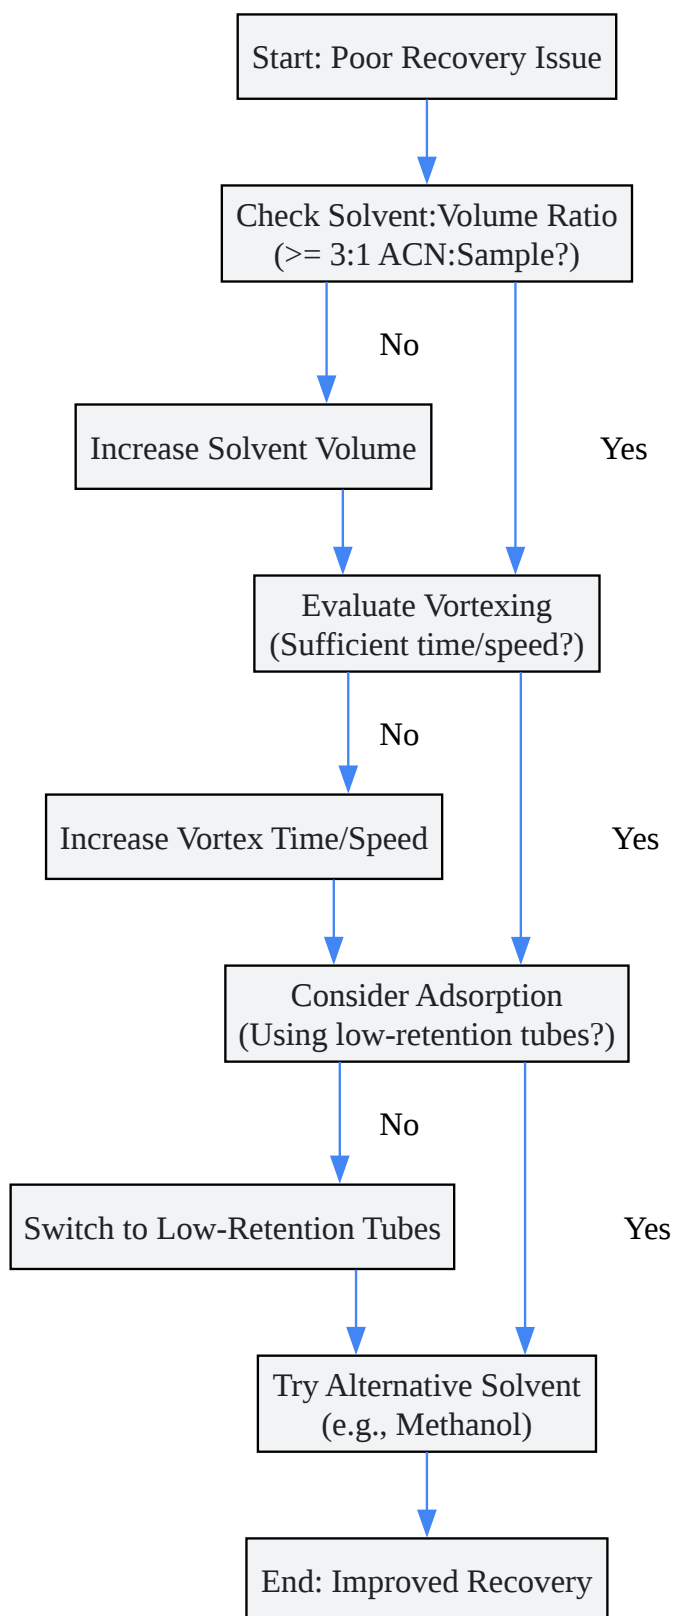 Start: Poor Recovery Issue
Check Solvent:Volume Ratio
(>= 3:1 ACN:Sample?)
No
Increase Solvent Volume
Yes
Evaluate Vortexing
(Sufficient time/speed?)
No
Increase Vortex Time/Speed
Yes
Consider Adsorption
(Using low-retention tubes?)
No
Switch to Low-Retention Tubes
Yes
Try Alternative Solvent
(e.g., Methanol)
End: Improved Recovery